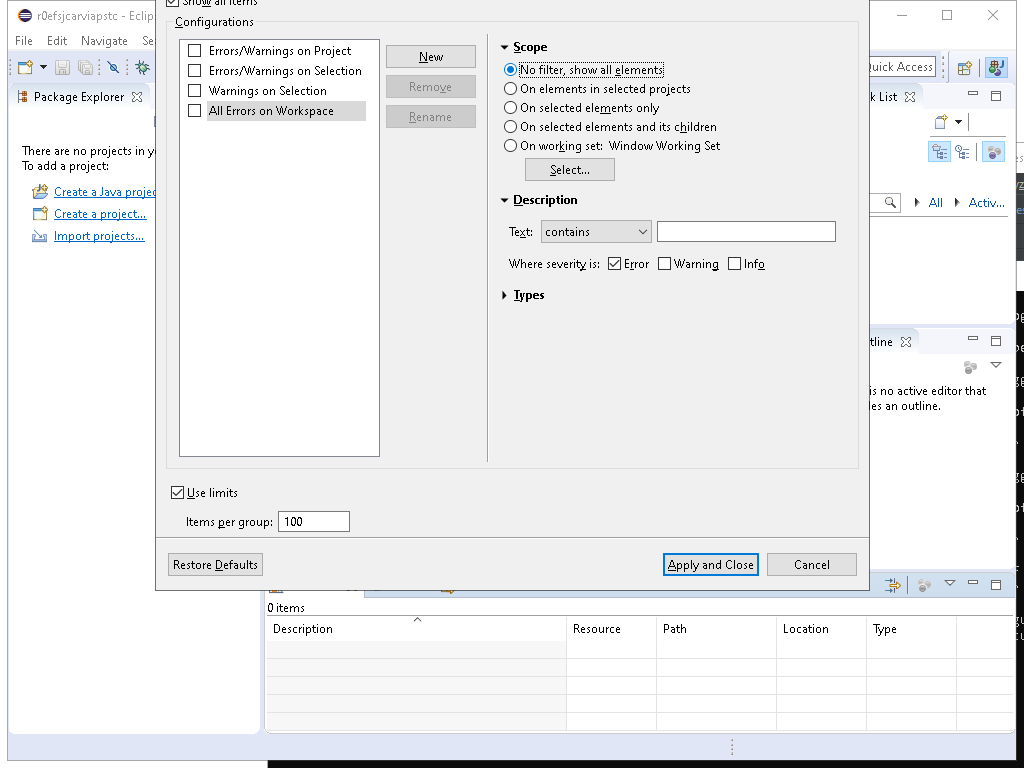 r0efsjcarviapstc - Eclip
Show all items
File Edit Navigate Se
Configurations
Errors/Warnings on Project
Errors/Warnings on Selection
Warnings on Selection
All Errors on Workspace
New
Remove
Rename
Scope
No filter, show all elements
On elements in selected projects
On selected elements only
On selected elements and its children
On working set: Window Working Set
Select...
Description
Text: contains
Where severity is: Error Warning Info
Types
Quick Access
Package Explorer
k List
There are no projects in y
To add a project:
Create a Java projec
Create a project...
Import projects...
All Activ...
tline
is no active editor that
les an outline.
Use limits
Items per group: 100
Restore Defaults
Apply and Close
Cancel
0 items
Description Resource Path Location Type